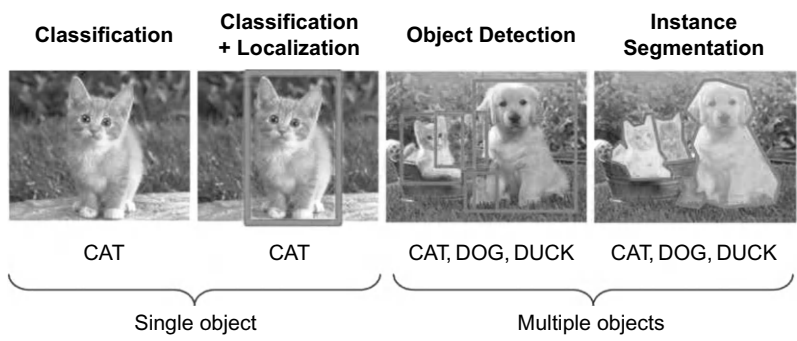 Classification
Classification
+ Localization
Object Detection
Instance
Segmentation
CAT
CAT
CAT, DOG, DUCK
CAT, DOG, DUCK
Single object
Multiple objects